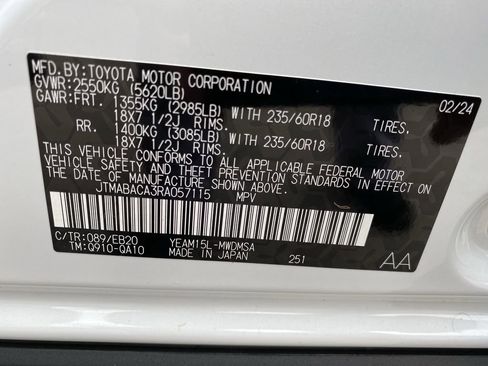 MFD.BY:TOYOTA MOTOR CORPORATION 02/24
GVWR:2550KG (5620LB)
GAWR:FRT. 1355KG (2985LB) WITH 235/60R18 TIRES,
18X7 1/2J RIMS.
RR. 1400KG (3085LB) WITH 235/60R18 TIRES,
18X7 1/2J RIMS.
THIS VEHICLE CONFORMS TO ALL APPLICABLE FEDERAL MOTOR
VEHICLE SAFETY AND THEFT PREVENTION STANDARDS IN EFFECT ON
THE DATE OF MANUFACTURE SHOWN ABOVE.
JTMABACA3RA057115 MPV
C/TR:089/EB20 YEAM15L-MWDMSA
TM:Q910-QA10 MADE IN JAPAN 251 AA